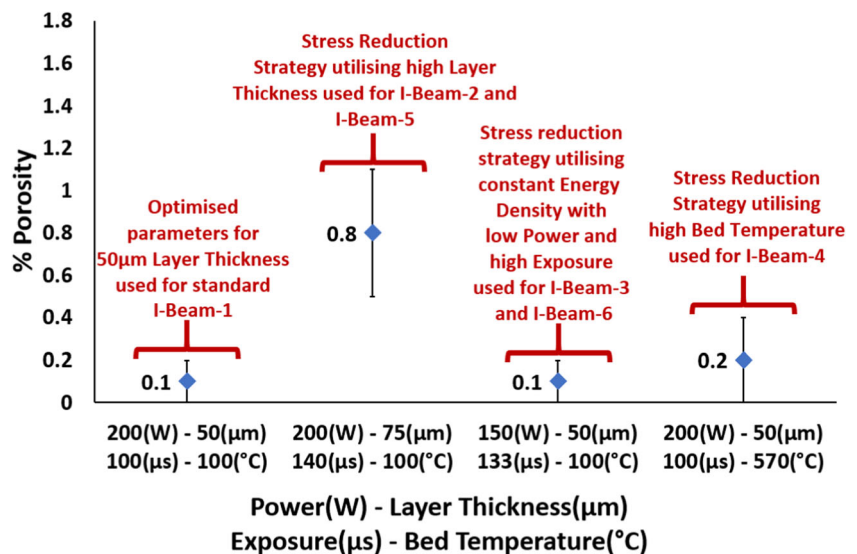 1.8
1.6
1.4
1.2
1
0.8
0.6
0.4
0.2
0
% Porosity
Optimised
parameters for
50µm Layer Thickness
used for standard
I-Beam-1
0.1
Stress Reduction
Strategy utilising high Layer
Thickness used for I-Beam-2 and
I-Beam-5
0.8
Stress reduction
strategy utilising
constant Energy
Density with
low Power and
high Exposure
used for I-Beam-3
and I-Beam-6
0.1
Stress Reduction
Strategy utilising
high Bed Temperature
used for I-Beam-4
0.2
200(W) - 50(µm)
100(µs) - 100(°C)
200(W) - 75(µm)
140(µs) - 100(°C)
150(W) - 50(µm)
133(µs) - 100(°C)
200(W) - 50(µm)
100(µs) - 570(°C)
Power(W) - Layer Thickness(µm)
Exposure(µs) - Bed Temperature(°C)